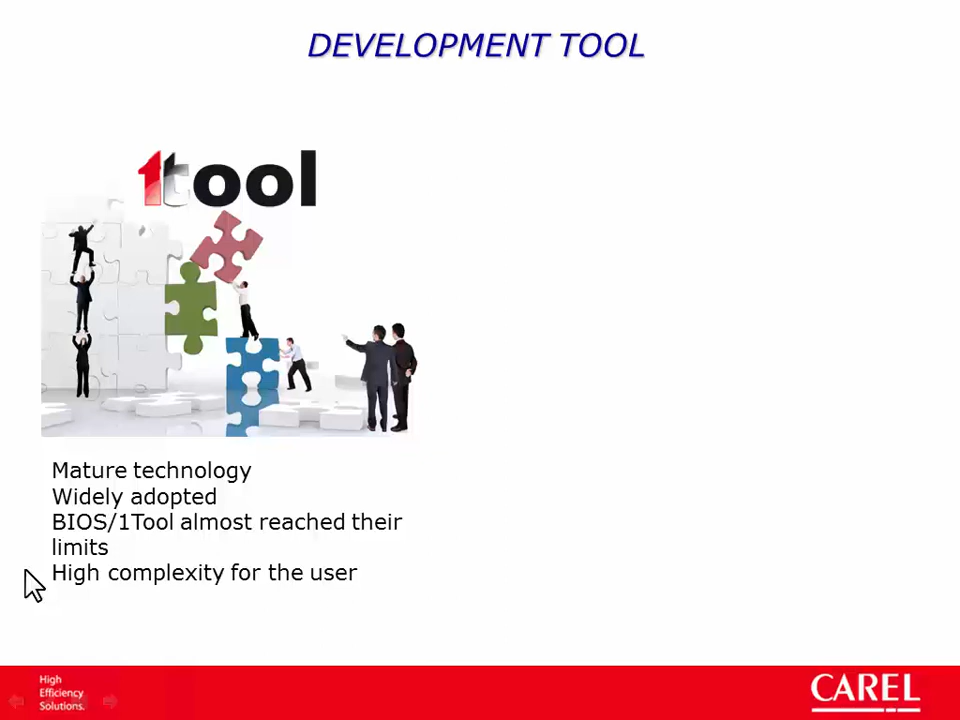 DEVELOPMENT TOOL
1tool
Mature technology
Widely adopted
BIOS/1Tool almost reached their
limits
High complexity for the user
High
Efficiency
Solutions.
CAREL